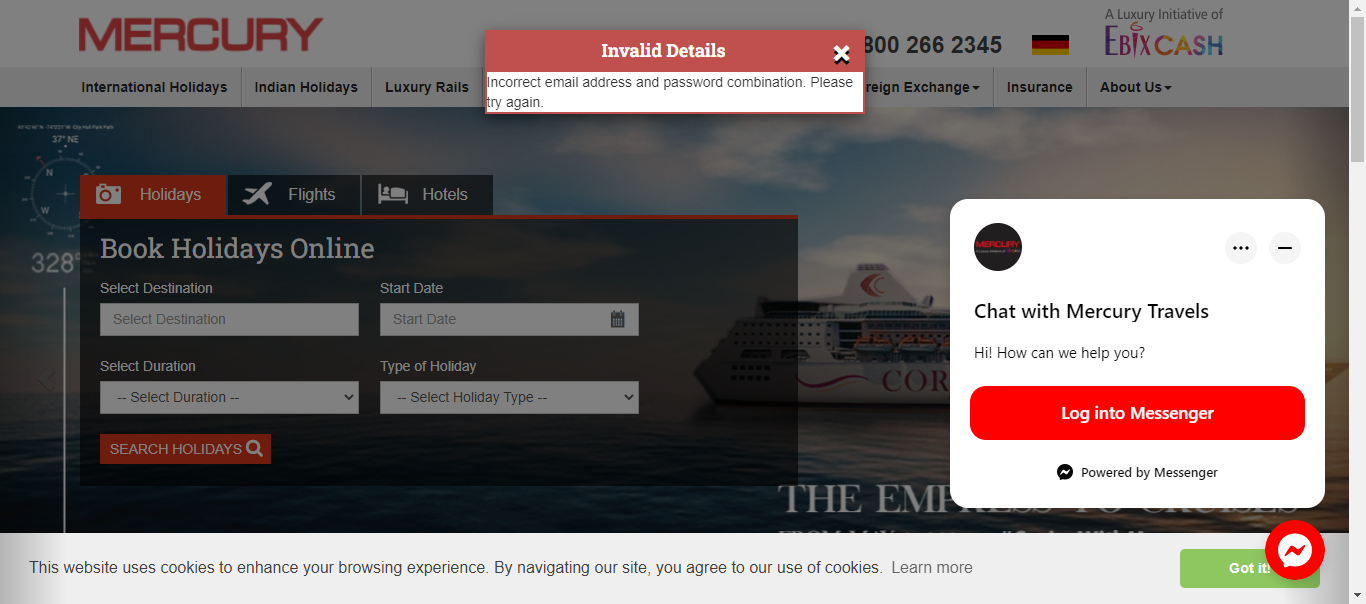 MERCURY
A Luxury Initiative of
EBIXCASH
800 266 2345
Invalid Details
Incorrect email address and password combination. Please
try again.
International Holidays
Indian Holidays
Luxury Rails
reign Exchange
Insurance
About Us
37° NE
N
W
328°
Holidays
Flights
Hotels
Book Holidays Online
Select Destination
Start Date
Select Destination
Start Date
Select Duration
Type of Holiday
-- Select Duration --
-- Select Holiday Type --
SEARCH HOLIDAYS
COR
THE EMPRESS TO CRUISES
MERCURY
Chat with Mercury Travels
Hi! How can we help you?
Log into Messenger
Powered by Messenger
This website uses cookies to enhance your browsing experience. By navigating our site, you agree to our use of cookies. Learn more
Got it!